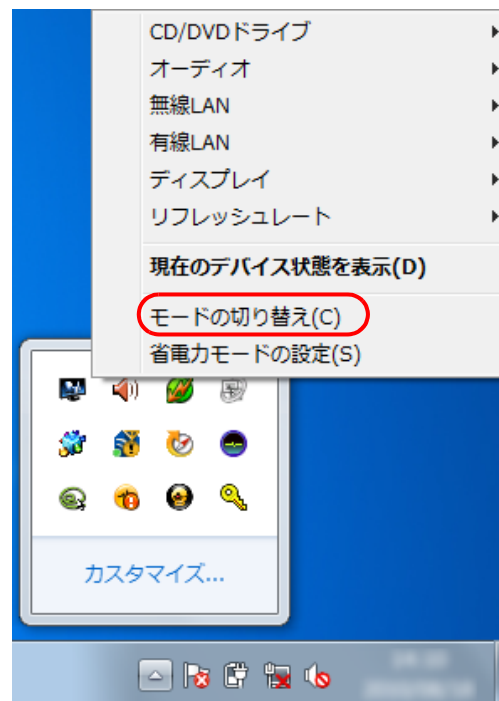 CD/DVDドライブ
オーディオ
無線LAN
有線LAN
ディスプレイ
リフレッシュレート
現在のデバイス状態を表示(D)
モードの切り替え(C)
省電力モードの設定(S)
カスタマイズ...